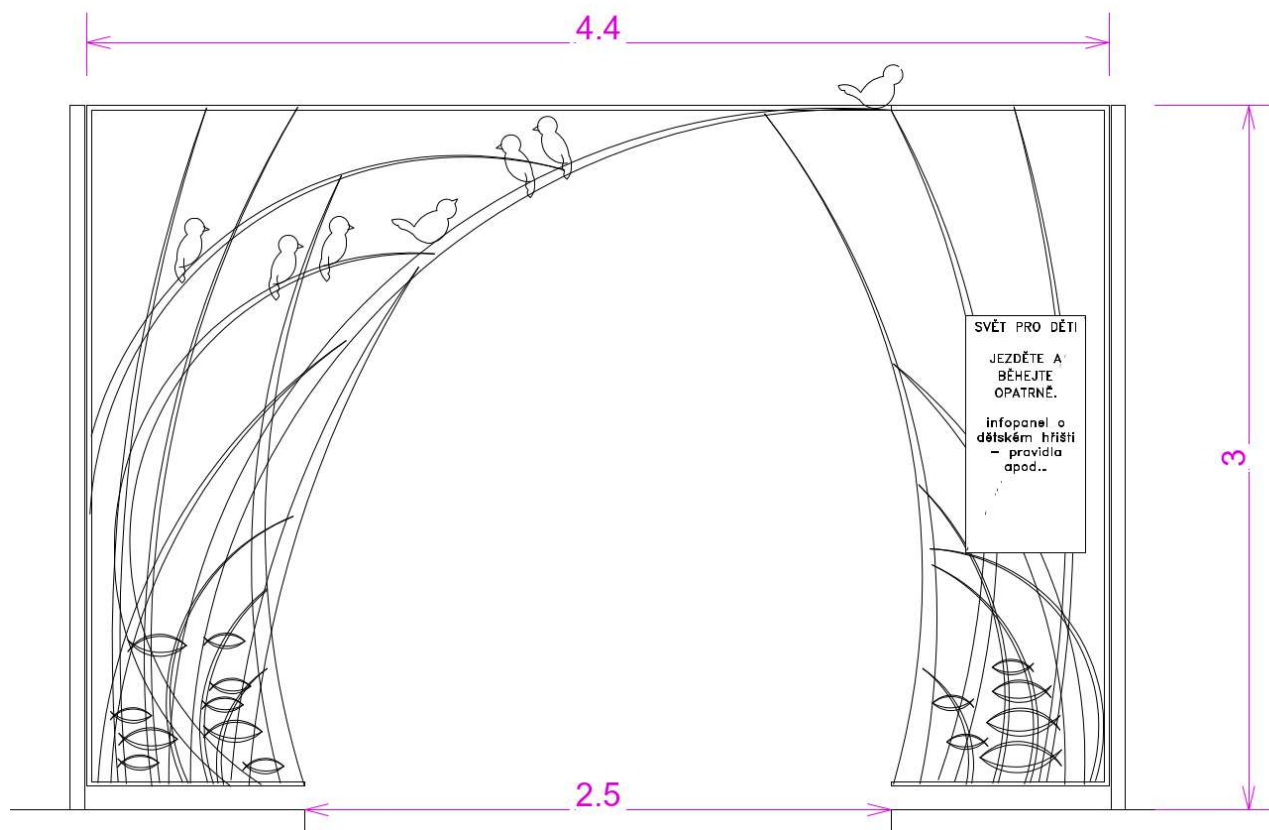 4.4
SVĚT PRO DĚTI
JEZDĚTE A
BĚHEJTE
OPATRNĚ.
infopanel o
dětském hřišti
– pravidla
apod..
3
2.5